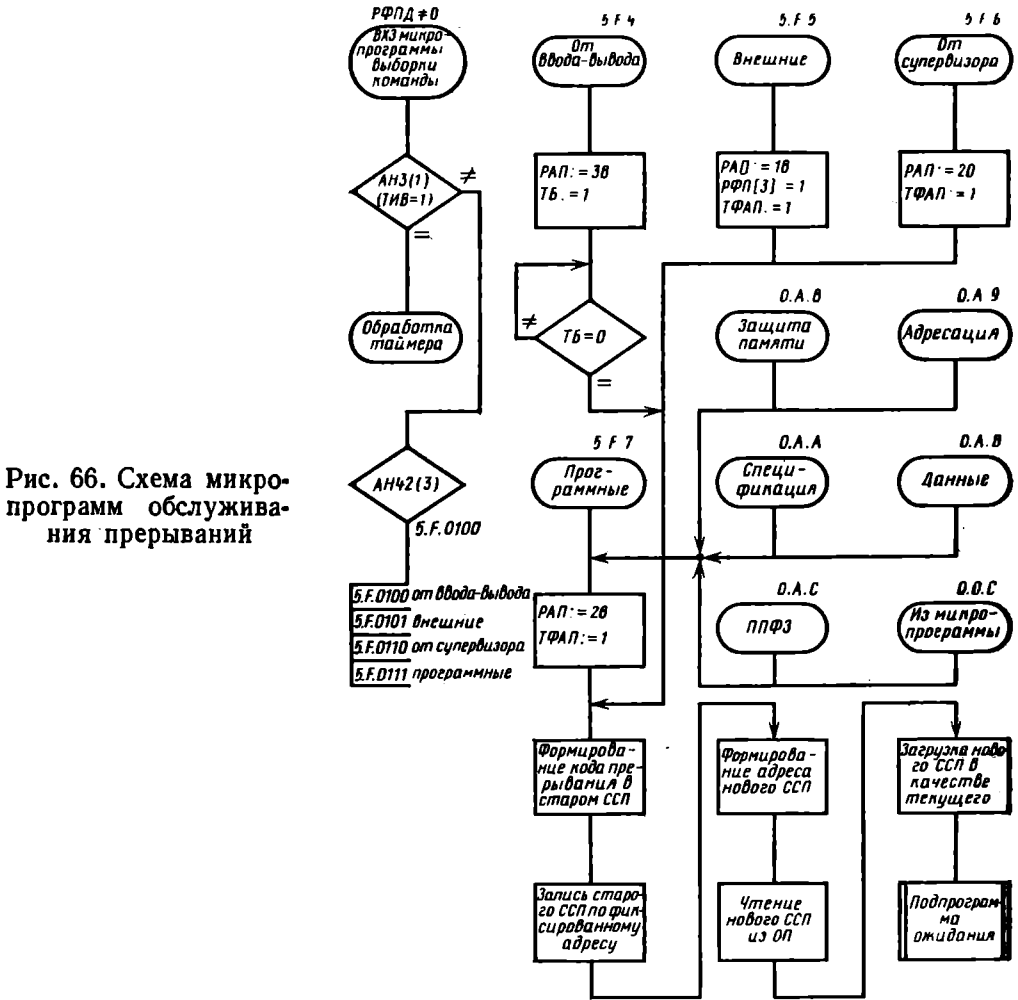 РФПД ≠ 0
ВХЗ микро-
программы
выборки
команды
АНЗ(1)
(ТИВ=1)
≠
=
Обработка
таймера
АН42(3)
5.F.0100
5.F.0100 от ввода-вывода
5.F.0101 внешние
5.F.0110 от супервизора
5.F.0111 программные
5.F 4
От
ввода-вывода
РАП: = 38
ТБ. = 1
≠
ТБ=0
=
5 F 7
Прог-
раммные
РАП: = 28
ТФАП: = 1
5.F 5
Внешние
РАП: = 18
РФП[3] = 1
ТФАП. = 1
5 F 6
От
супервизора
РАП· = 20
ТФАП· = 1
0.A.8
Защита
памяти
0.A 9
Адресация
0.A.A
Специ-
фикация
0.A.B
Данные
0.A.C
ППФЗ
0.0.C
Из микро-
программы
Формирова-
ние кода пре-
рывания в
старом ССП
Запись старо-
го ССП по фик-
сированному
адресу
Формирова-
ние адреса
нового ССП
Чтение
нового ССП
из ОП
Загрузка ново-
го ССП в
качестве
текущего
Подпрограм-
ма
ожидания
Рис. 66. Схема микро-
программ обслужива-
ния прерываний